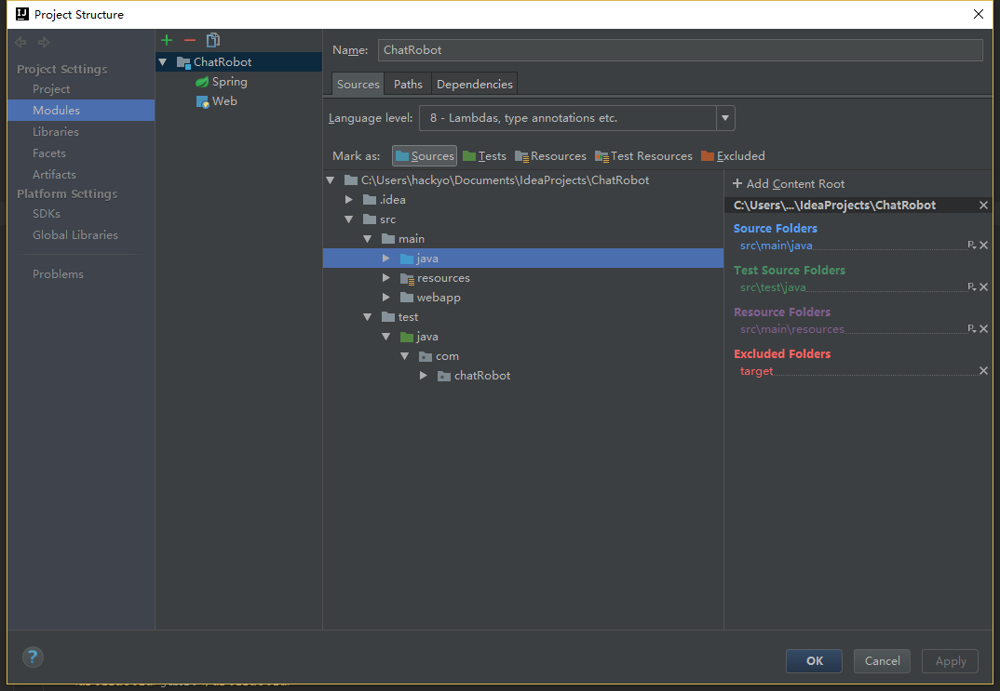 Project Structure
Project Settings
Project
Modules
Libraries
Facets
Artifacts
Platform Settings
SDKs
Global Libraries
Problems
ChatRobot
Spring
Web
Name: ChatRobot
Sources Paths Dependencies
Language level: 8 - Lambdas, type annotations etc.
Mark as: Sources Tests Resources Test Resources Excluded
C:\Users\hackyo\Documents\IdeaProjects\ChatRobot
.idea
src
main
java
resources
webapp
test
java
com
chatRobot
+ Add Content Root
C:\Users\...\IdeaProjects\ChatRobot
Source Folders
src\main\java
Test Source Folders
src\test\java
Resource Folders
src\main\resources
Excluded Folders
target
?
OK Cancel Apply